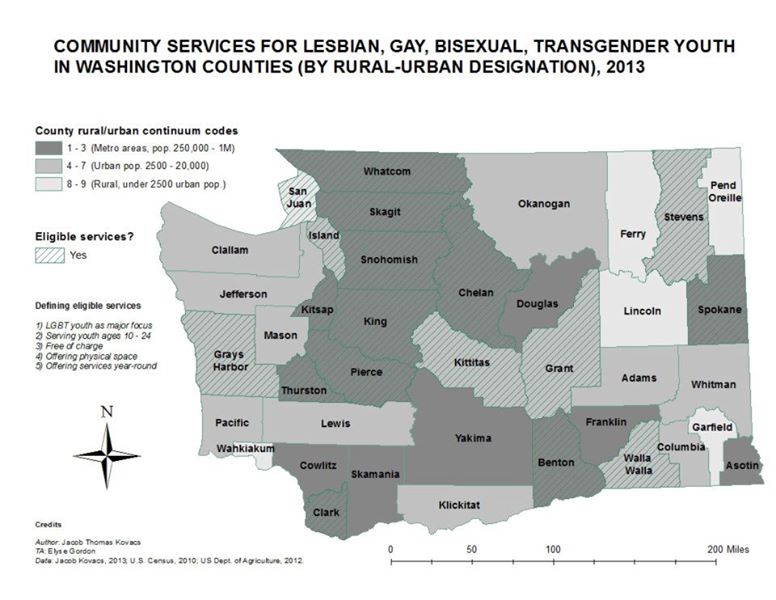 COMMUNITY SERVICES FOR LESBIAN, GAY, BISEXUAL, TRANSGENDER YOUTH
IN WASHINGTON COUNTIES (BY RURAL-URBAN DESIGNATION), 2013
County rural/urban continuum codes
1 - 3 (Metro areas, pop. 250,000 - 1M)
4 - 7 (Urban pop. 2500 - 20,000)
8 - 9 (Rural, under 2500 urban pop.)
Eligible services?
Yes
Defining eligible services
1) LGBT youth as major focus
2) Serving youth ages 10 - 24
3) Free of charge
4) Offering physical space
5) Offering services year-round
N
Whatcom
San
Juan
Skagit
Okanogan
Ferry
Stevens
Pend
Oreille
Island
Clallam
Snohomish
Jefferson
Chelan
Douglas
Kitsap
King
Lincoln
Spokane
Mason
Grays
Harbor
Kittitas
Grant
Pierce
Thurston
Adams
Whitman
Pacific
Lewis
Yakima
Franklin
Garfield
Wahkiakum
Columbia
Walla
Walla
Benton
Asotin
Cowlitz
Skamania
Clark
Klickitat
Credits
Author: Jacob Thomas Kovacs
TA: Elyse Gordon
Data: Jacob Kovacs, 2013; U.S. Census, 2010; US Dept. of Agriculture, 2012.
0 50 100 200 Miles